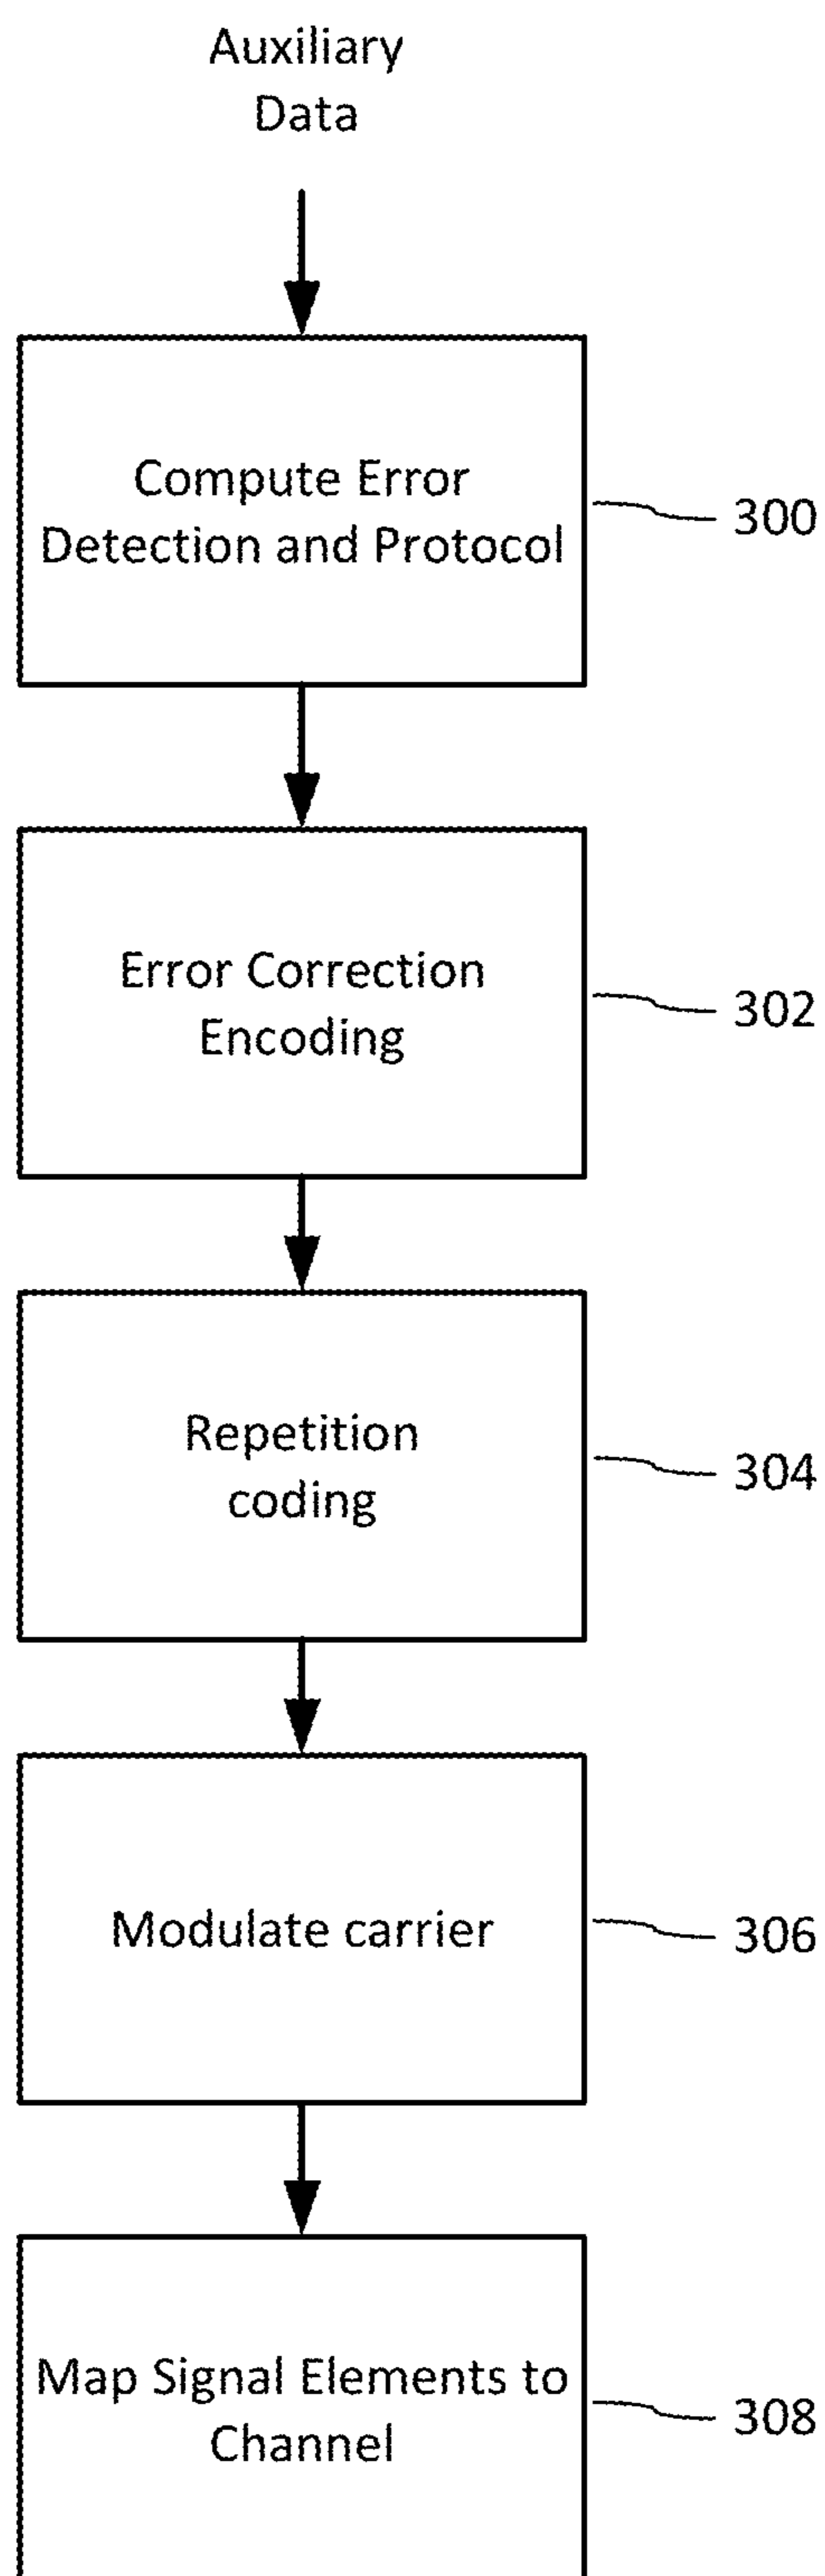 Auxiliary
Data
Compute Error
Detection and Protocol
300
Error Correction
Encoding
302
Repetition
coding
304
Modulate carrier
306
Map Signal Elements to
Channel
308